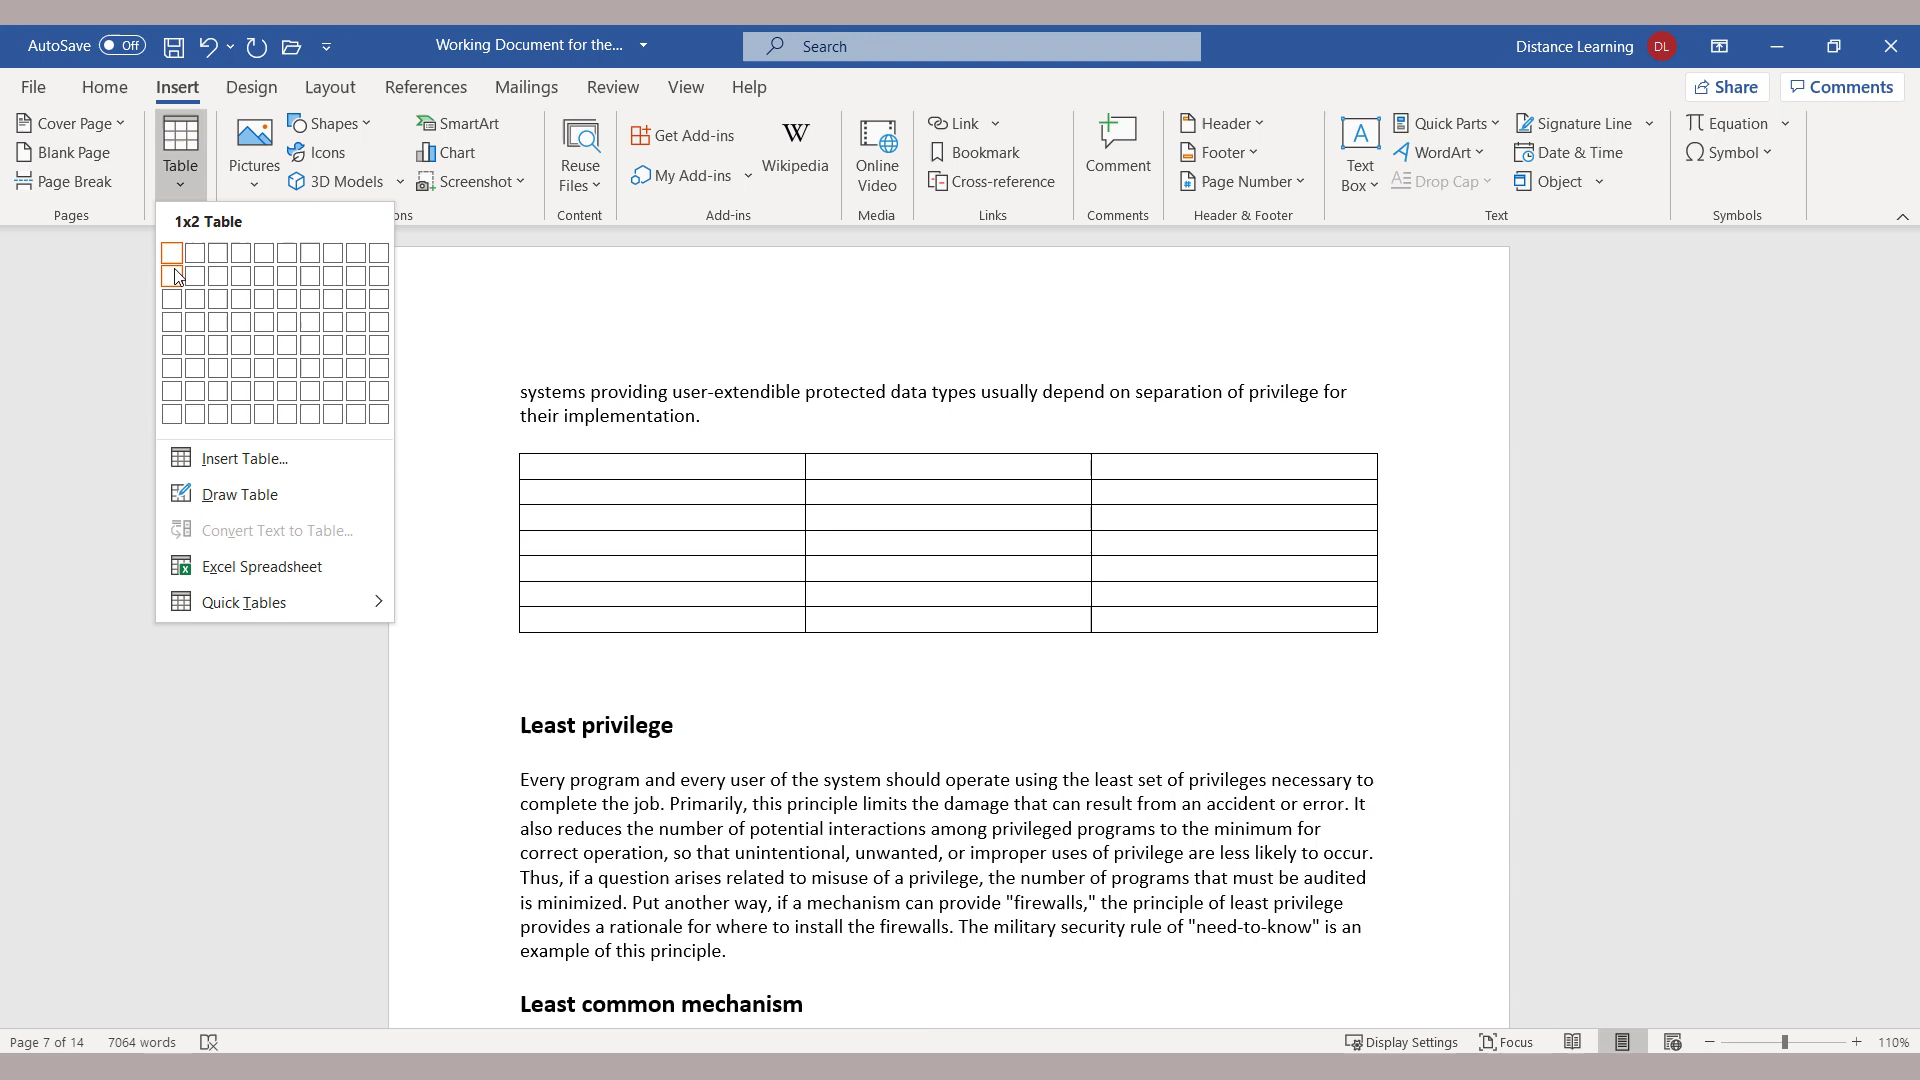 AutoSave Off Working Document for the... Search Distance Learning DL
File Home Insert Design Layout References Mailings Review View Help Share Comments
Cover Page
Blank Page
Page Break
Pages
Table
Pictures
Shapes
Icons
3D Models
SmartArt
Chart
Screenshot
ons
Reuse
Files
Content
Get Add-ins
My Add-ins
W
Wikipedia
Add-ins
Online
Video
Media
Link
Bookmark
Cross-reference
Links
Comment
Comments
Header
Footer
Page Number
Header & Footer
A
Text
Box
Quick Parts
WordArt
Drop Cap
Signature Line
Date & Time
Object
Text
π Equation
Ω Symbol
Symbols
1x2 Table
Insert Table...
Draw Table
Convert Text to Table...
Excel Spreadsheet
Quick Tables
systems providing user-extendible protected data types usually depend on separation of privilege for
their implementation.
Least privilege
Every program and every user of the system should operate using the least set of privileges necessary to
complete the job. Primarily, this principle limits the damage that can result from an accident or error. It
also reduces the number of potential interactions among privileged programs to the minimum for
correct operation, so that unintentional, unwanted, or improper uses of privilege are less likely to occur.
Thus, if a question arises related to misuse of a privilege, the number of programs that must be audited
is minimized. Put another way, if a mechanism can provide "firewalls," the principle of least privilege
provides a rationale for where to install the firewalls. The military security rule of "need-to-know" is an
example of this principle.
Least common mechanism
Page 7 of 14 7064 words Display Settings Focus 110%